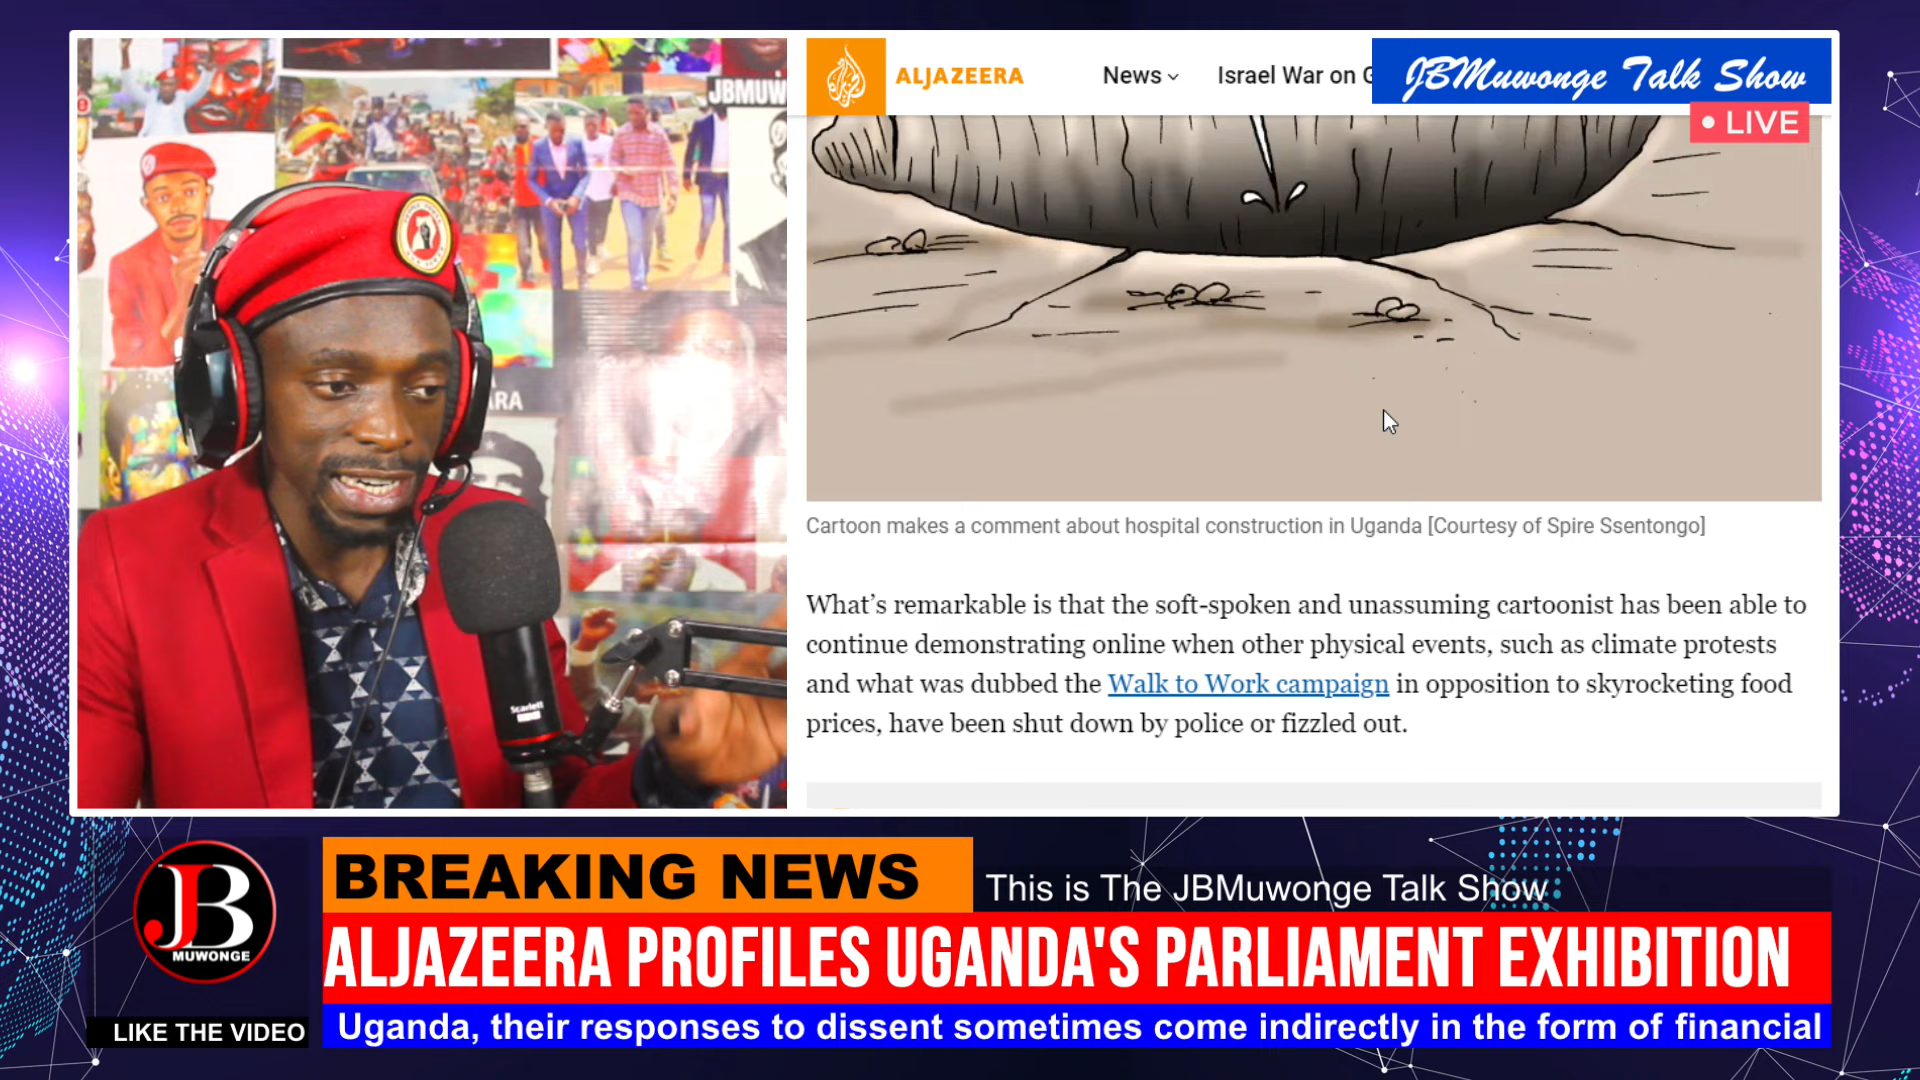 JBMUW
ARA
Scarlett
ALJAZEERA
News
Israel War on G
JBMuwonge Talk Show
LIVE
Cartoon makes a comment about hospital construction in Uganda [Courtesy of Spire Ssentongo]
What’s remarkable is that the soft-spoken and unassuming cartoonist has been able to
continue demonstrating online when other physical events, such as climate protests
and what was dubbed the Walk to Work campaign in opposition to skyrocketing food
prices, have been shut down by police or fizzled out.
JB
MUWONGE
LIKE THE VIDEO
BREAKING NEWS
This is The JBMuwonge Talk Show
ALJAZEERA PROFILES UGANDA'S PARLIAMENT EXHIBITION
Uganda, their responses to dissent sometimes come indirectly in the form of financial